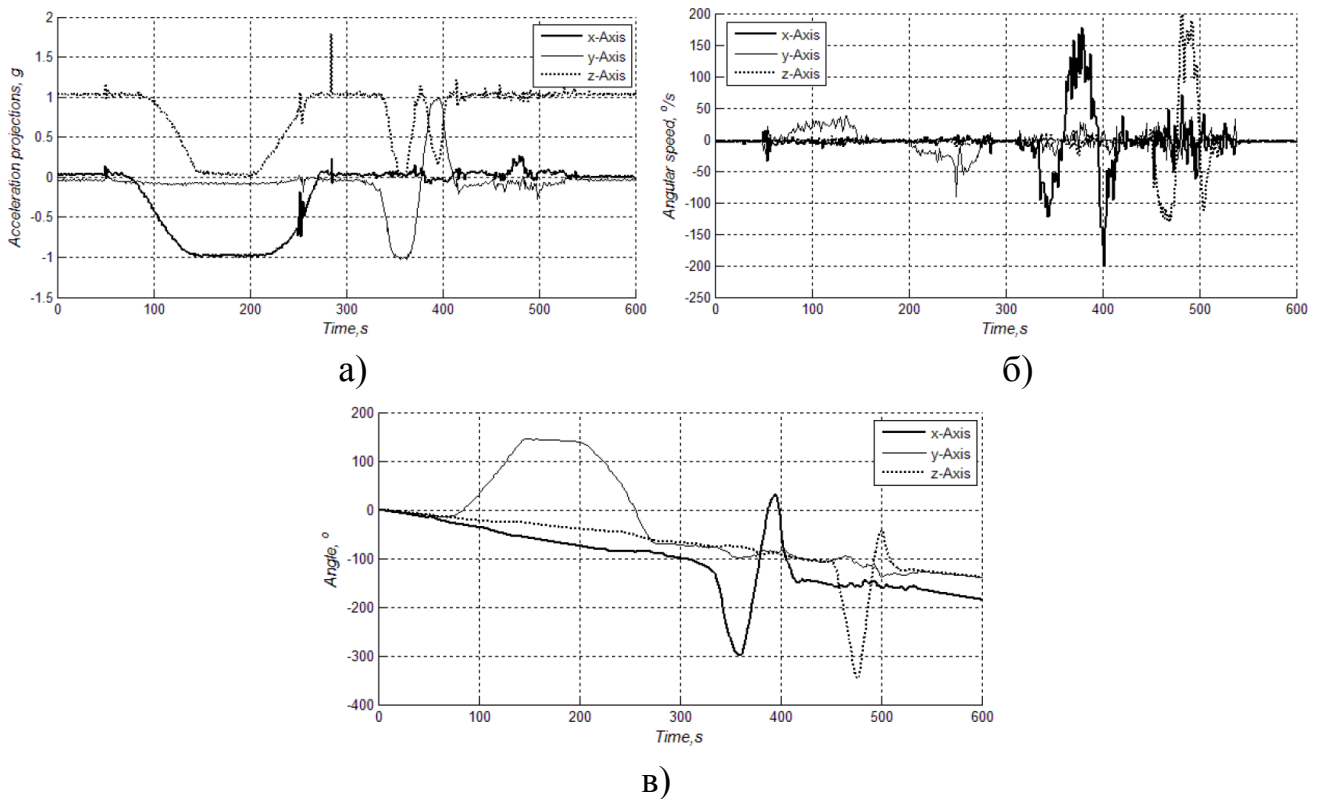 2
1.5
1
0.5
0
-0.5
-1
-1.5
Acceleration projections, g
0 100 200 300 400 500 600
Time,s
x-Axis
y-Axis
z-Axis
а)
200
150
100
50
0
-50
-100
-150
200
-250
Angular speed, º/s
0 100 200 300 400 500 600
Time,s
x-Axis
y-Axis
z-Axis
б)
200
100
0
-100
-200
-300
-400
Angle, º
0 100 200 300 400 500 600
Time,s
x-Axis
y-Axis
z-Axis
в)